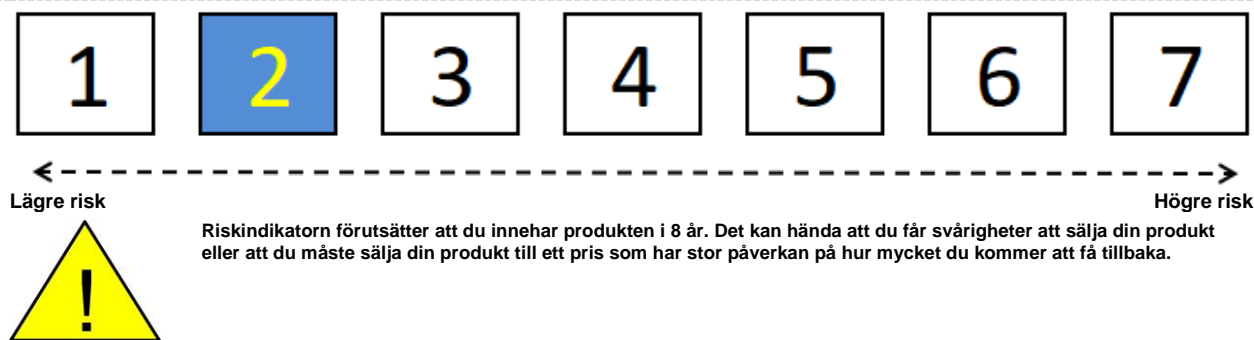 1 2 3 4 5 6 7
Lägre risk Högre risk
Riskindikatorn förutsätter att du innehar produkten i 8 år. Det kan hända att du får svårigheter att sälja din produkt
eller att du måste sälja din produkt till ett pris som har stor påverkan på hur mycket du kommer att få tillbaka.
!